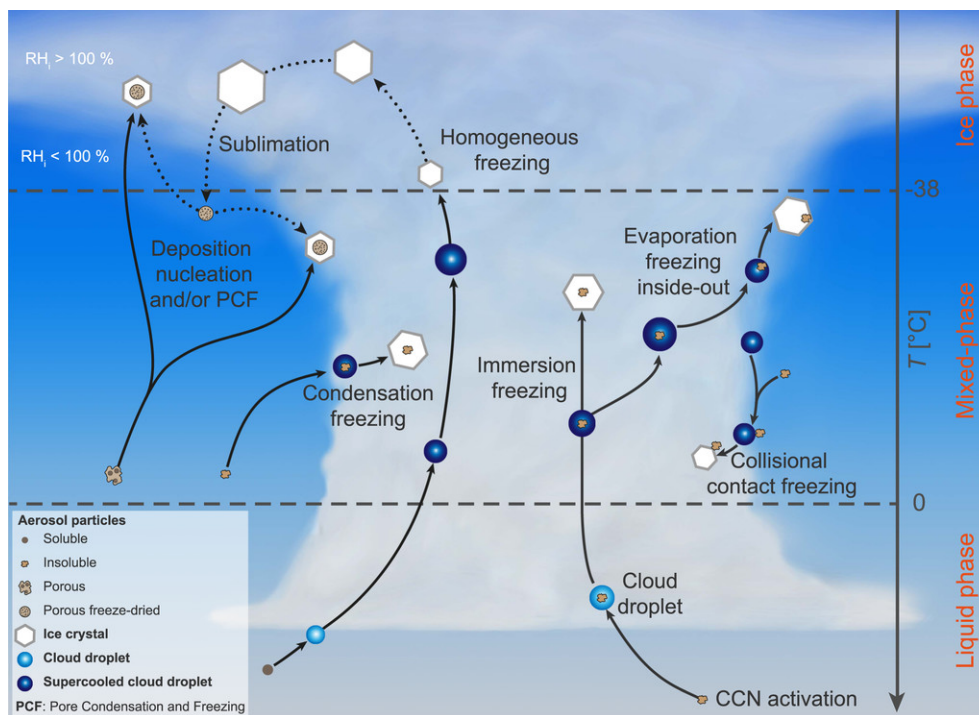 RHi > 100 %
RHi < 100 %
Sublimation
Homogeneous
freezing
Ice phase
-38
Deposition
nucleation
and/or PCF
Evaporation
freezing
inside-out
T [°C]
Mixed-phase
Condensation
freezing
Immersion
freezing
Collisional
contact freezing
0
Cloud
droplet
CCN activation
Liquid phase
Aerosol particles
Soluble
Insoluble
Porous
Porous freeze-dried
Ice crystal
Cloud droplet
Supercooled cloud droplet
PCF: Pore Condensation and Freezing